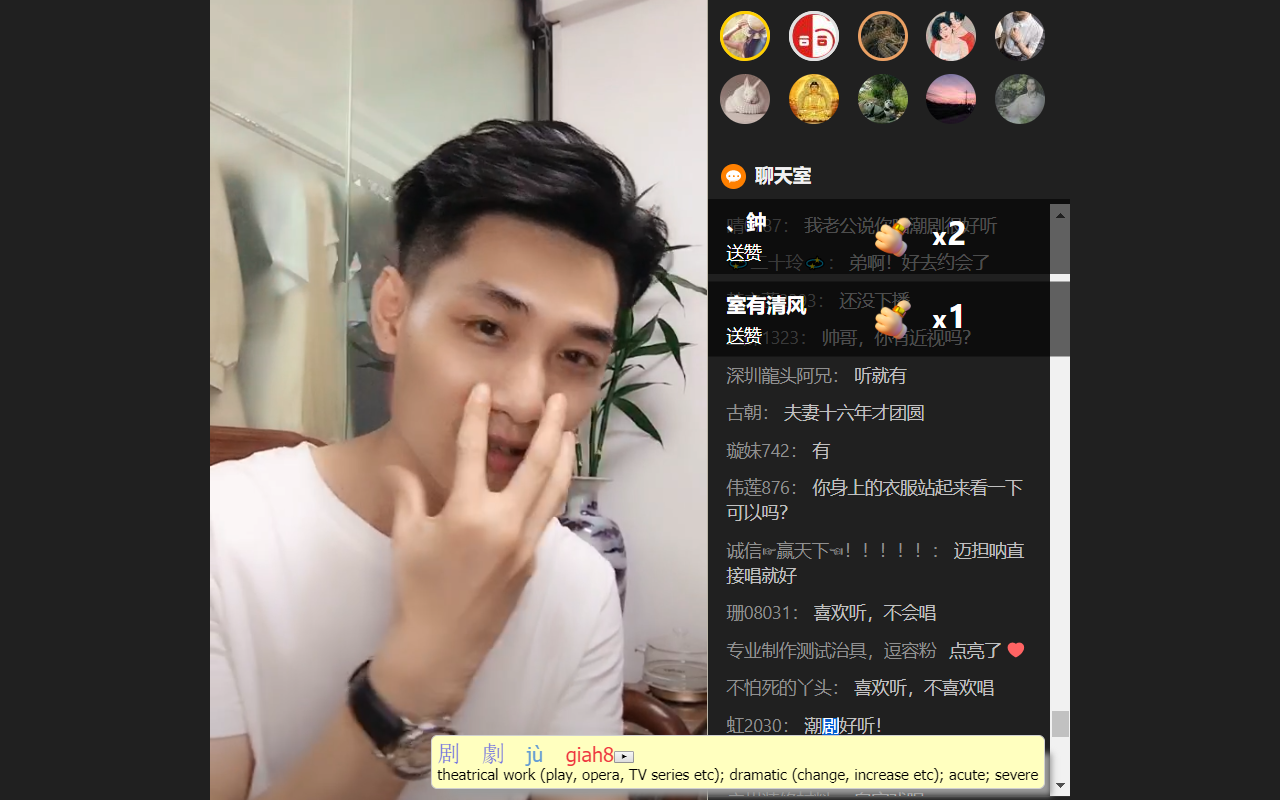 聊天室
晴 87： 我老公说你 潮剧很好听
、鈡
送赞
x2
三十玲 ： 弟啊！好去约会了
3： 还没下播
室有清风
送赞
x1
1323： 帅哥，你有近视吗？
深圳龍头阿兄： 听就有
古朝： 夫妻十六年才团圆
璇妹742： 有
伟莲876： 你身上的衣服站起来看一下
可以吗？
诚信☞赢天下☜！！！！！： 迈担呐直
接唱就好
珊08031： 喜欢听，不会唱
专业制作测试治具，逗容粉 点亮了❤
不怕死的丫头： 喜欢听，不喜欢唱
虹2030： 潮剧好听！
剧 劇 jù giah8
theatrical work (play, opera, TV series etc); dramatic (change, increase etc); acute; severe